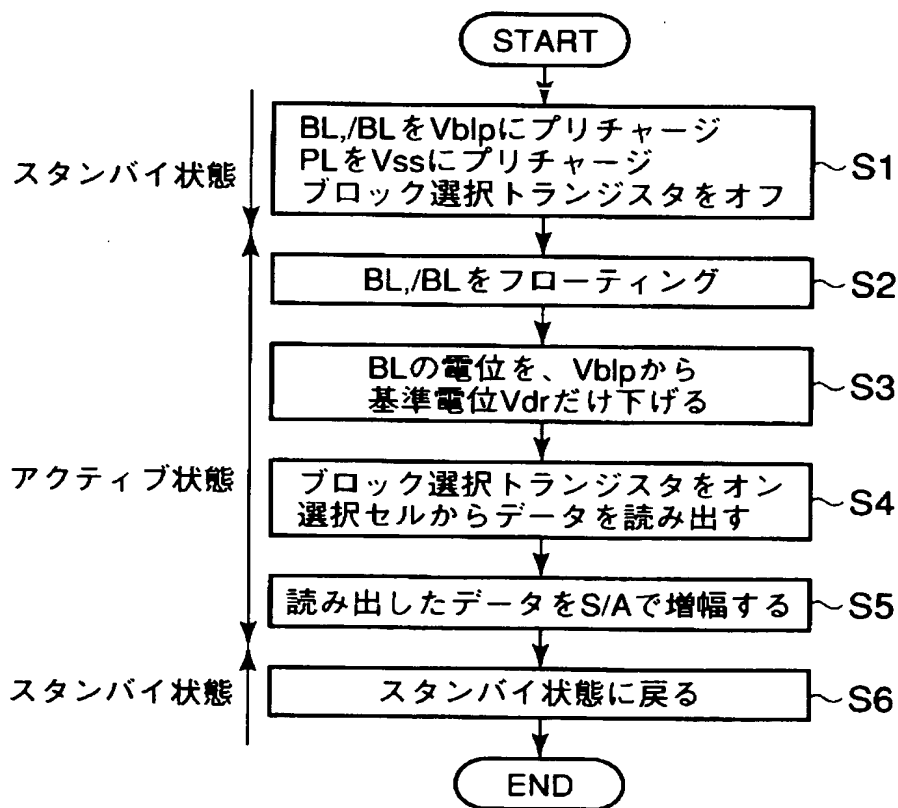 START
スタンバイ状態
BL,/BLをVblpにプリチャージ
PLをVssにプリチャージ
ブロック選択トランジスタをオフ
S1
アクティブ状態
BL,/BLをフローティング
S2
BLの電位を、Vblpから
基準電位Vdrだけ下げる
S3
ブロック選択トランジスタをオン
選択セルからデータを読み出す
S4
読み出したデータをS/Aで増幅する
S5
スタンバイ状態
スタンバイ状態に戻る
S6
END